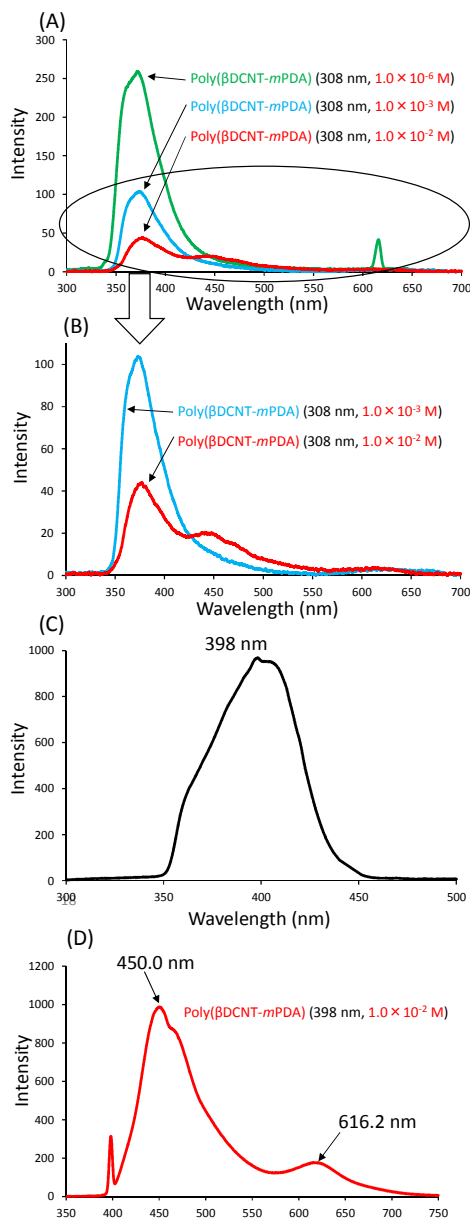 (A)
300
250
200
150
100
50
0
Intensity
Poly(βDCNT-mPDA) (308 nm, 1.0 × 10⁻⁶ M)
Poly(βDCNT-mPDA) (308 nm, 1.0 × 10⁻³ M)
Poly(βDCNT-mPDA) (308 nm, 1.0 × 10⁻² M)
300 350 400 450 500 550 600 650 700
Wavelength (nm)
(B)
100
80
60
40
20
0
Intensity
Poly(βDCNT-mPDA) (308 nm, 1.0 × 10⁻³ M)
Poly(βDCNT-mPDA) (308 nm, 1.0 × 10⁻² M)
300 350 400 450 500 550 600 650 700
Wavelength (nm)
(C)
398 nm
1000
800
600
400
200
0
Intensity
300 350 400 450 500
18
Wavelength (nm)
(D)
1200
1000
800
600
400
200
0
Intensity
450.0 nm
Poly(βDCNT-mPDA) (398 nm, 1.0 × 10⁻² M)
616.2 nm
350 400 450 500 550 600 650 700 750